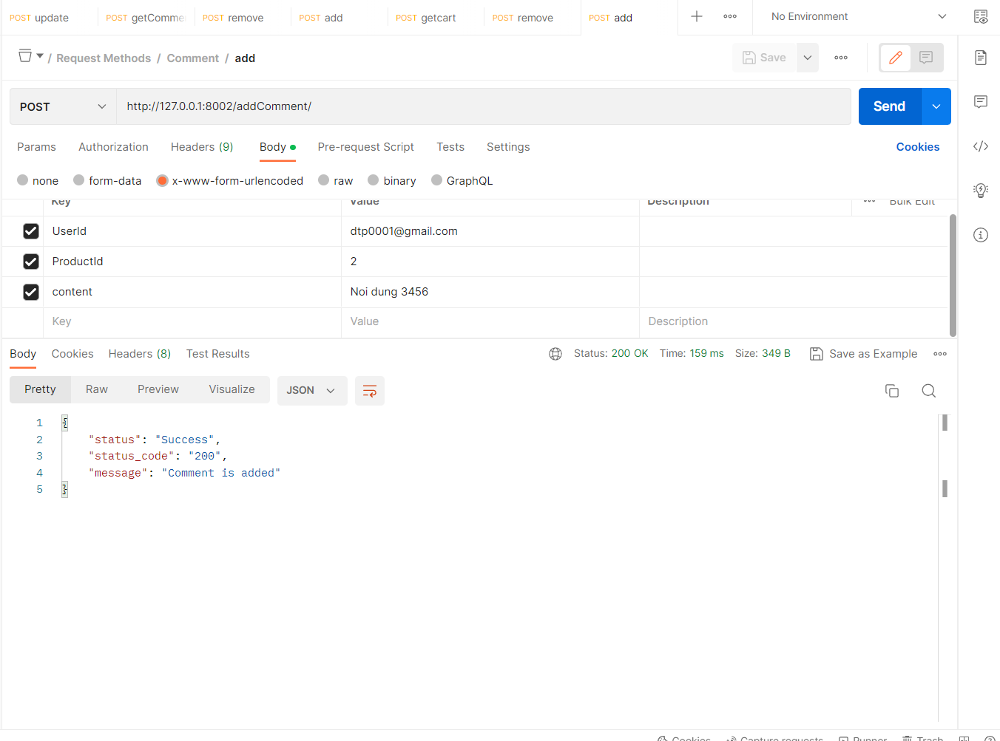 POST update POST getComme POST remove POST add POST getcart POST remove POST add No Environment
/ Request Methods / Comment / add Save
POST http://127.0.0.1:8002/addComment/ Send
Params Authorization Headers (9) Body Pre-request Script Tests Settings Cookies
none form-data x-www-form-urlencoded raw binary GraphQL
Key Value Description Bulk Edit
UserId dtp0001@gmail.com
ProductId 2
content Noi dung 3456
Key Value Description
Body Cookies Headers (8) Test Results Status: 200 OK Time: 159 ms Size: 349 B Save as Example
Pretty Raw Preview Visualize JSON
1 {
2 "status": "Success",
3 "status_code": "200",
4 "message": "Comment is added"
5 }
Cookies Capture requests Runner Trash